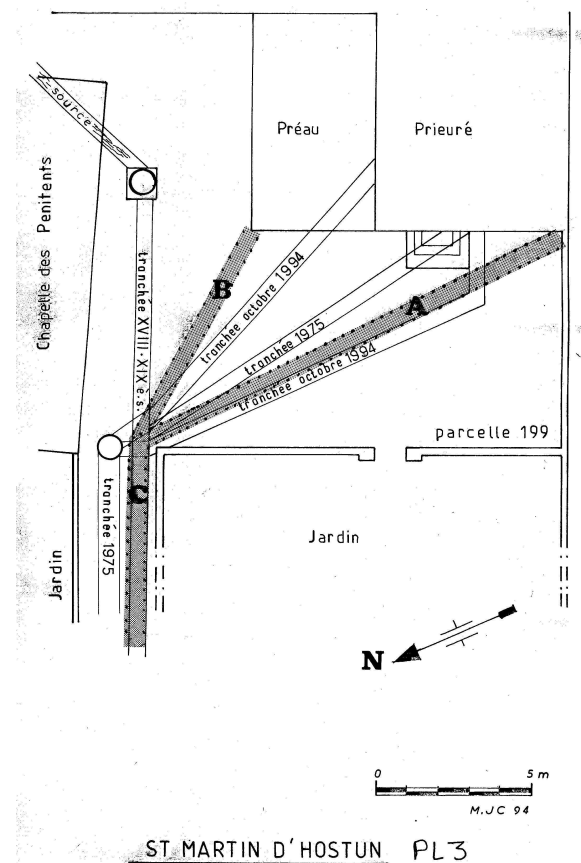 source
Préau
Prieuré
Chapelle des Penitents
tranchée XVIII-XIX e.s.
B
tranchée octobre 1994
tranchée 1975
A
tranchée octobre 1994
parcelle 199
C
tranchée 1975
Jardin
Jardin
N
0 5 m
M.JC 94
ST MARTIN D'HOSTUN PL3